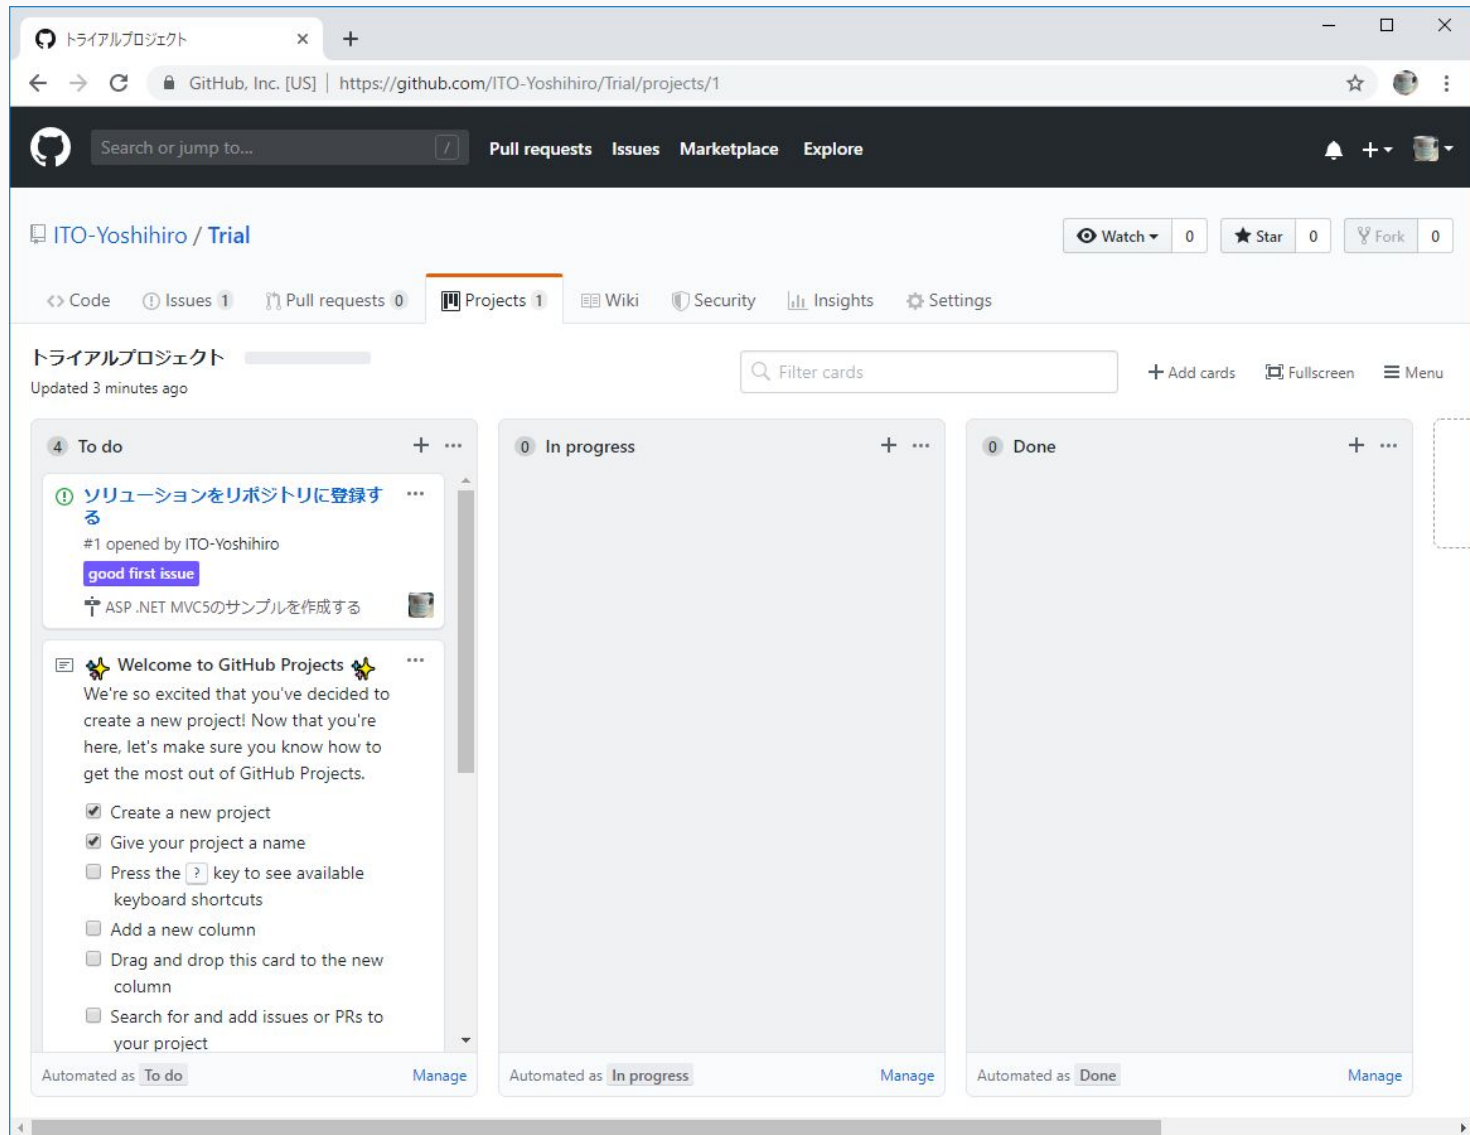 トライアルプロジェクト
GitHub, Inc. [US] | https://github.com/ITO-Yoshihiro/Trial/projects/1
Search or jump to... / Pull requests Issues Marketplace Explore
ITO-Yoshihiro / Trial
Watch 0 Star 0 Fork 0
Code Issues 1 Pull requests 0 Projects 1 Wiki Security Insights Settings
トライアルプロジェクト
Updated 3 minutes ago
Filter cards
Add cards Fullscreen Menu
4 To do
ソリューションをリポジトリに登録す
る
#1 opened by ITO-Yoshihiro
good first issue
ASP .NET MVC5のサンプルを作成する
Welcome to GitHub Projects
We're so excited that you've decided to
create a new project! Now that you're
here, let's make sure you know how to
get the most out of GitHub Projects.
Create a new project
Give your project a name
Press the ? key to see available
keyboard shortcuts
Add a new column
Drag and drop this card to the new
column
Search for and add issues or PRs to
your project
Automated as To do Manage
0 In progress
Automated as In progress Manage
0 Done
Automated as Done Manage